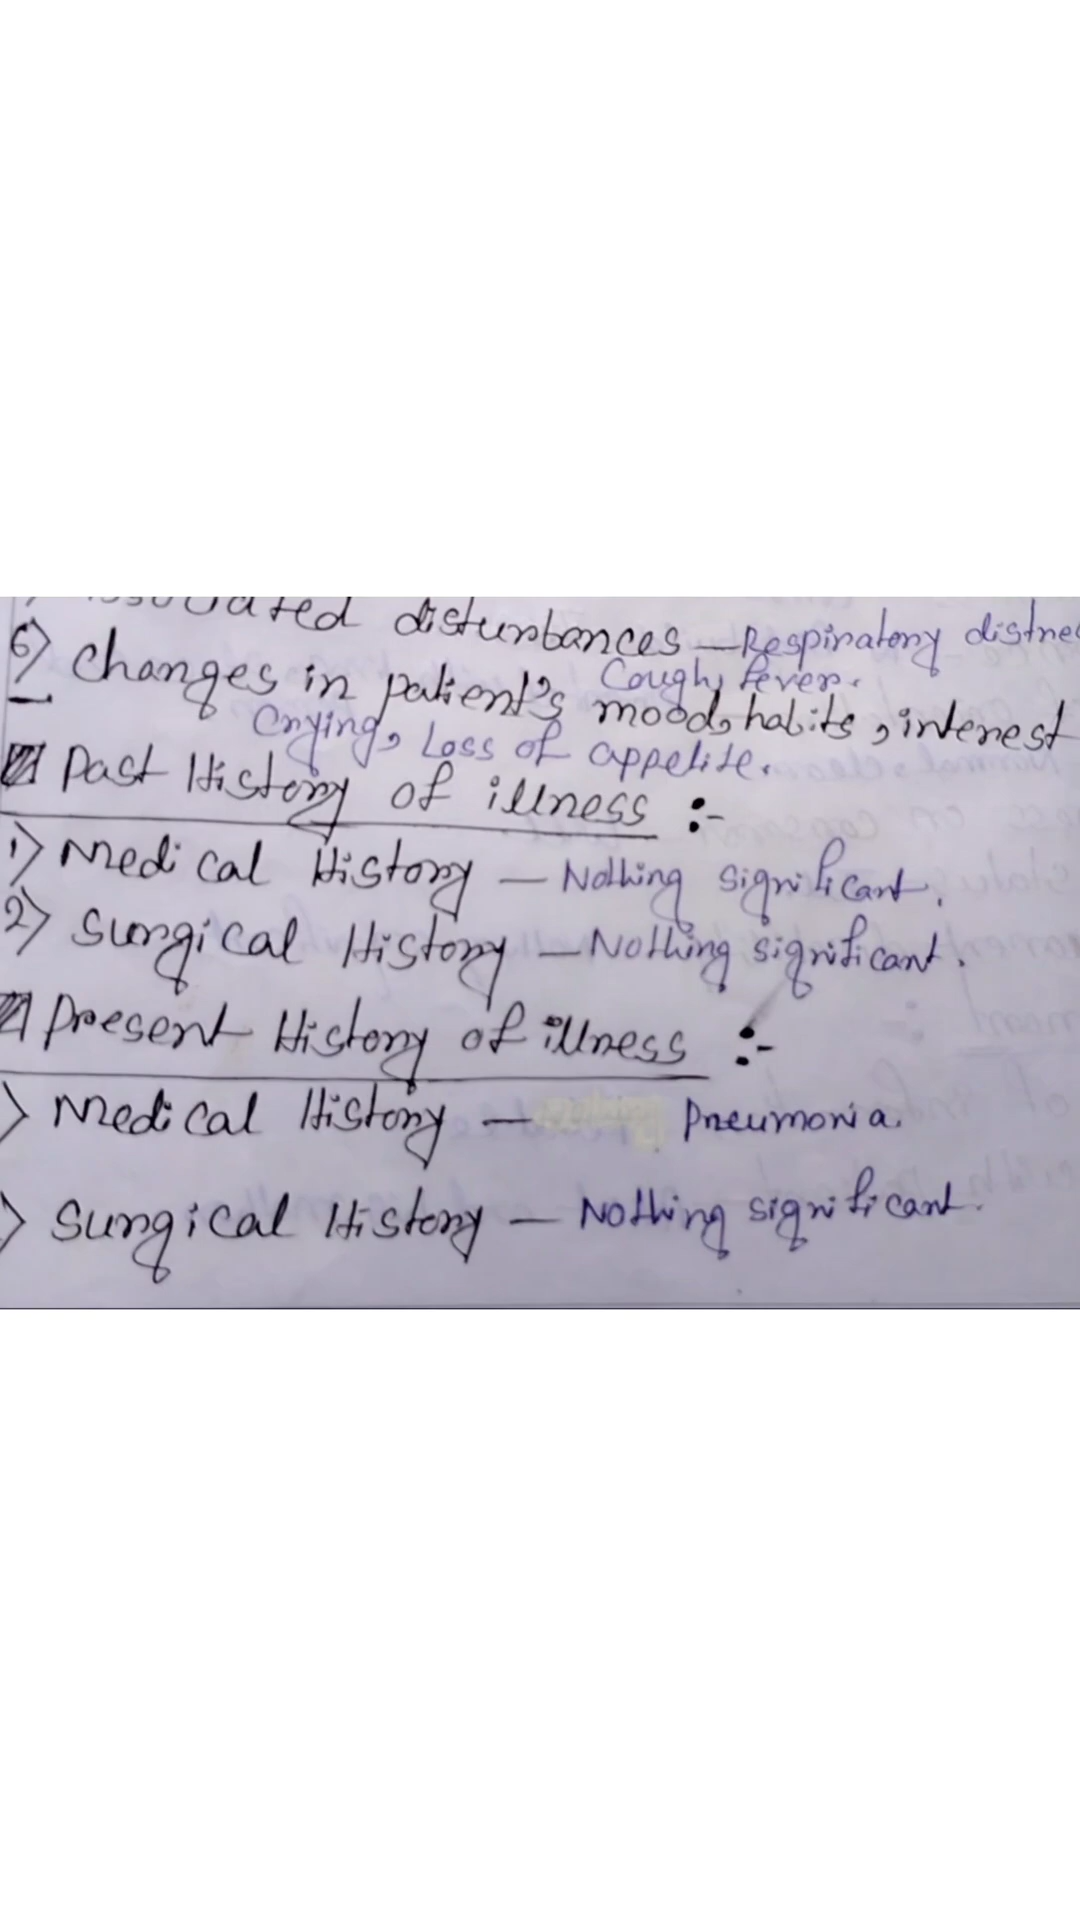 disturbances — Respiratory
6) Changes in patient's mood, habits, interest
Cough, fever.
Crying, Loss of appetite.
Past History of illness :-
1) Medical History — Nothing significant.
2) Surgical History — Nothing significant.
Present History of illness :-
) Medical History — Pneumonia.
) Surgical History — Nothing significant.